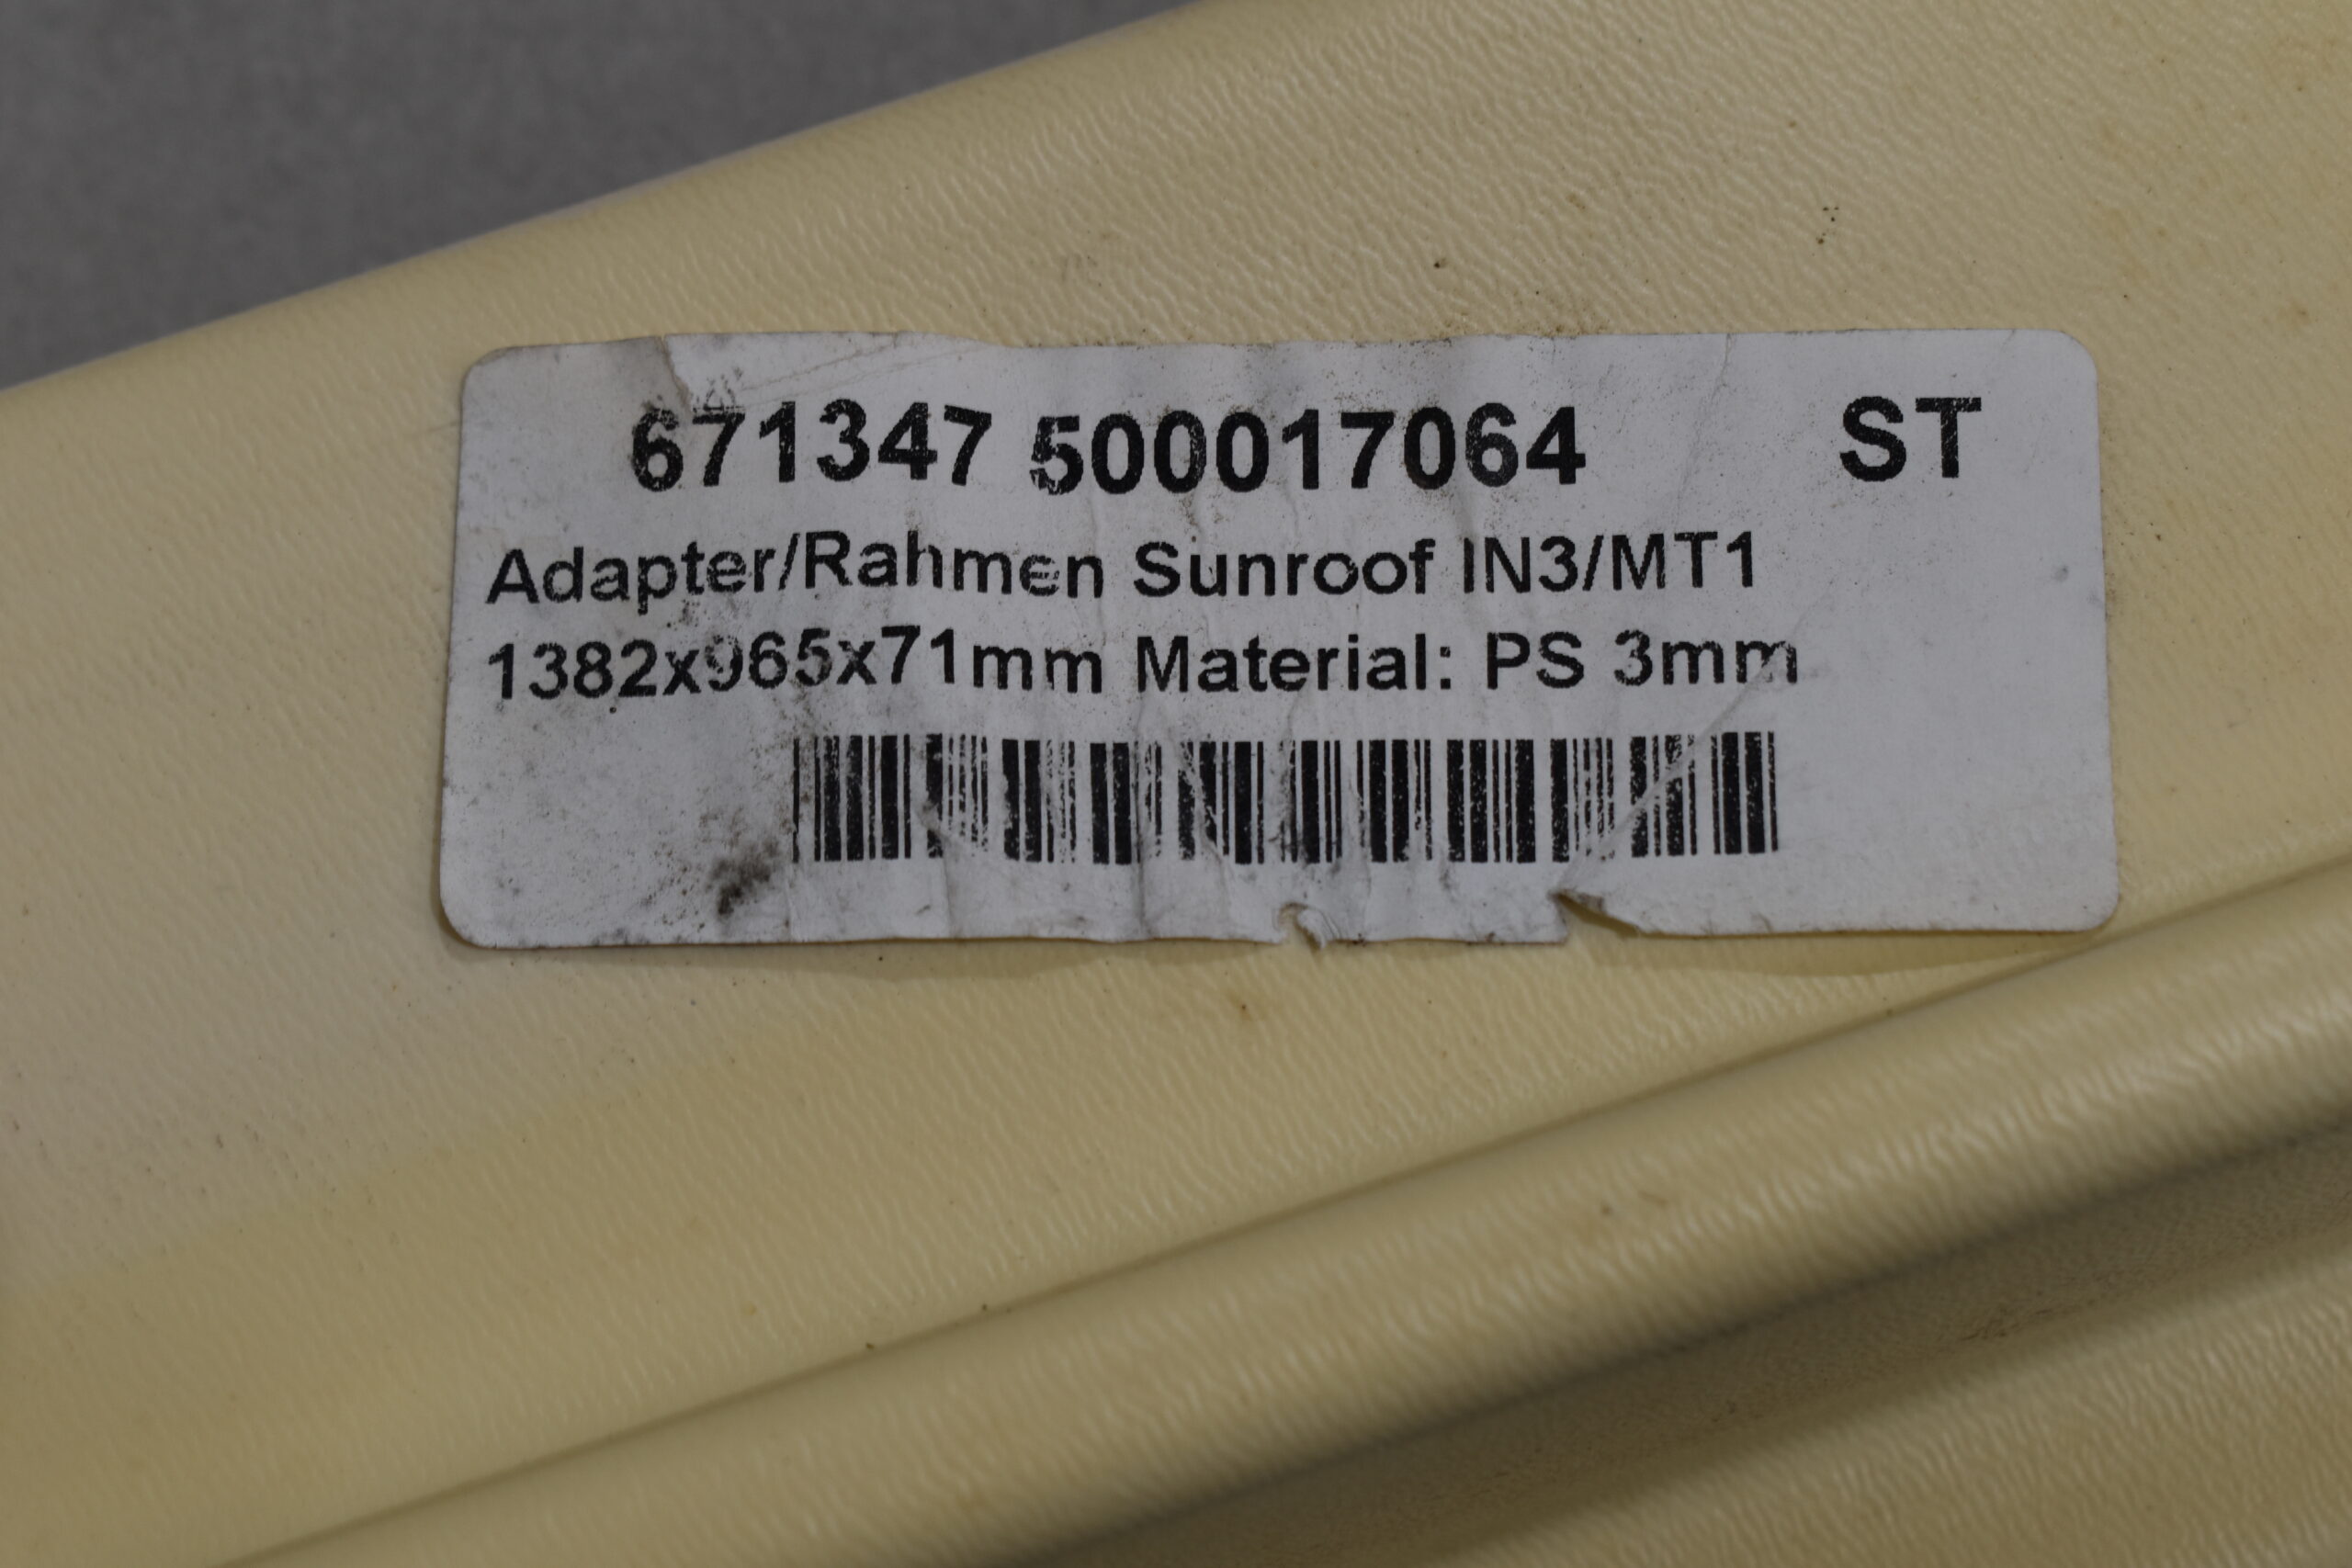 671347 500017064 ST
Adapter/Rahmen Sunroof IN3/MT1
1382x965x71mm Material: PS 3mm